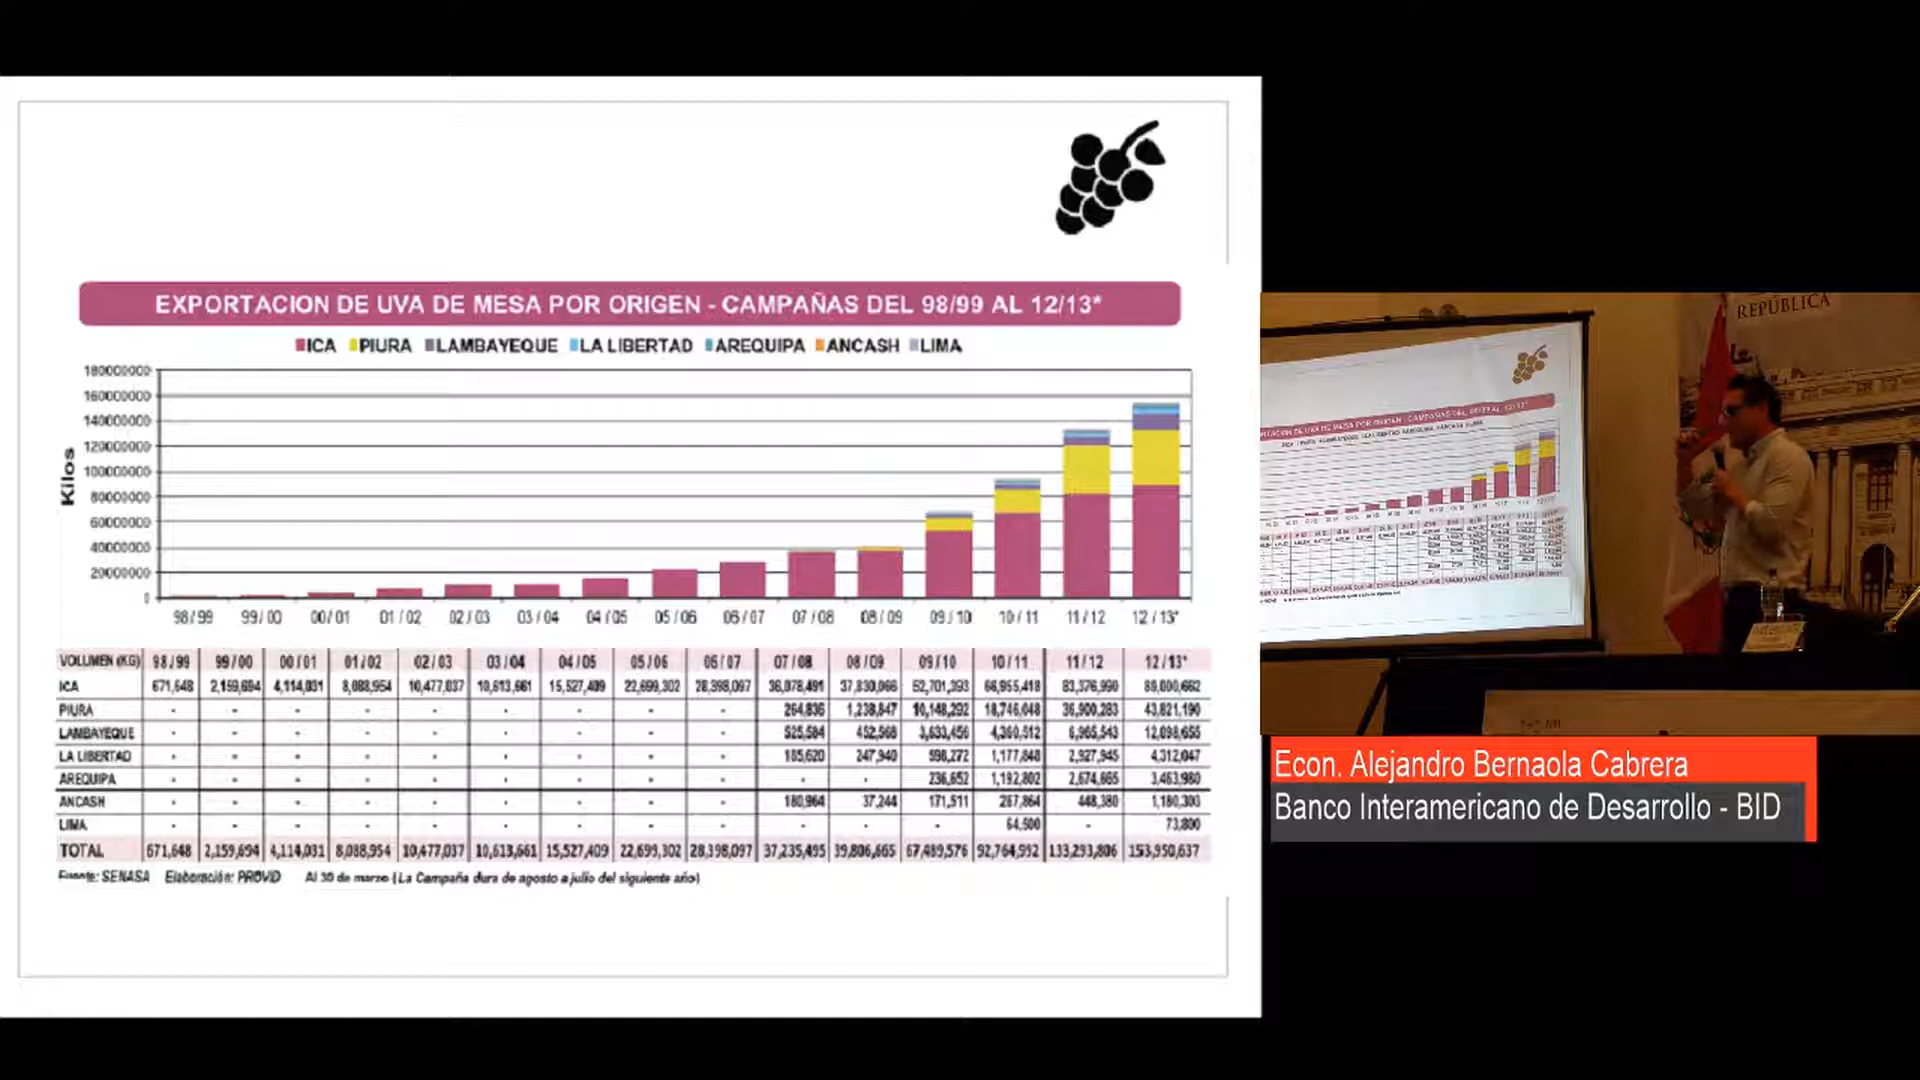 EXPORTACION DE UVA DE MESA POR ORIGEN - CAMPAÑAS DEL 98/99 AL 12/13*
ICA PIURA LAMBAYEQUE LA LIBERTAD AREQUIPA ANCASH LIMA
Kilos
180000000
160000000
140000000
120000000
100000000
80000000
60000000
40000000
20000000
0
98/99 99/00 00/01 01/02 02/03 03/04 04/05 05/06 06/07 07/08 08/09 09/10 10/11 11/12 12/13*
VOLUMEN (KG) 98/99 99/00 00/01 01/02 02/03 03/04 04/05 05/06 06/07 07/08 08/09 09/10 10/11 11/12 12/13*
ICA 671,648 2,159,694 4,114,031 8,088,954 10,477,037 10,613,661 15,527,409 22,699,302 28,398,097 36,078,491 37,830,066 52,701,393 66,955,418 83,376,990 89,000,662
PIURA - - - - - - - - - 264,836 1,238,847 10,148,292 18,746,048 36,900,283 43,821,190
LAMBAYEQUE - - - - - - - - - 525,584 452,568 3,633,456 4,360,512 6,965,543 12,098,655
LA LIBERTAD - - - - - - - - - 185,620 247,940 598,272 1,177,848 2,927,945 4,312,047
AREQUIPA - - - - - - - - - - - 236,652 1,192,802 2,674,665 3,463,980
ANCASH - - - - - - - - - 180,964 37,244 171,511 267,864 448,380 1,180,303
LIMA - - - - - - - - - - - - 64,500 - 73,800
TOTAL 671,648 2,159,694 4,114,031 8,088,954 10,477,037 10,613,661 15,527,409 22,699,302 28,398,097 37,235,495 39,806,665 67,489,576 92,764,992 133,293,806 153,950,637
Fuente: SENASA Elaboración: PROVID Al 30 de marzo (La Campaña dura de agosto a julio del siguiente año)
REPÚBLICA
Econ. Alejandro Bernaola Cabrera
Banco Interamericano de Desarrollo - BID